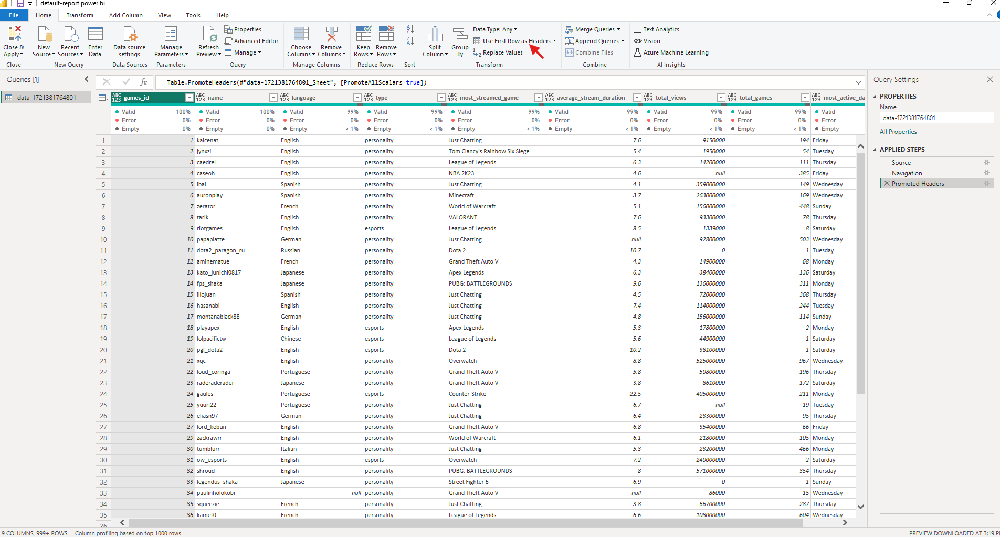 default-report power bi
File Home Transform Add Column View Tools Help
Close & Apply
New Source
Recent Sources
Enter Data
Data source settings
Manage Parameters
Refresh Preview
Properties
Advanced Editor
Manage
Choose Columns
Remove Columns
Keep Rows
Remove Rows
A Z
Z A
Split Column
Group By
Data Type: Any
Use First Row as Headers
1 2 Replace Values
Merge Queries
Append Queries
Combine Files
Text Analytics
Vision
Azure Machine Learning
Close New Query Data Sources Parameters Query Manage Columns Reduce Rows Sort Transform Combine AI Insights
Queries [1]
data-1721381764801
fx = Table.PromoteHeaders(#"data-1721381764801_Sheet", [PromoteAllScalars=true])
ABC 123 games_id ABC 123 name ABC 123 language ABC 123 type ABC 123 most_streamed_game ABC 123 average_stream_duration ABC 123 total_views ABC 123 total_games ABC 123 most_active_da
Valid 100% Valid 100% Valid 99% Valid 99% Valid 99% Valid 99% Valid 99% Valid 99% Valid
Error 0% Error 0% Error 0% Error 0% Error 0% Error 0% Error 0% Error 0% Error
Empty 0% Empty 0% Empty < 1% Empty < 1% Empty < 1% Empty < 1% Empty < 1% Empty < 1% Empty
1 1 kaicenat English personality Just Chatting 7.6 9150000 194 Friday
2 2 jynxzi English personality Tom Clancy's Rainbow Six Siege 5.4 1950000 54 Tuesday
3 3 caedrel English personality League of Legends 6.3 14200000 111 Thursday
4 4 caseoh_ English personality NBA 2K23 4.6 null 385 Friday
5 5 ibai Spanish personality Just Chatting 4.1 359000000 149 Wednesday
6 6 auronplay Spanish personality Minecraft 3.7 263000000 169 Wednesday
7 7 zerator French personality World of Warcraft 5.1 156000000 448 Sunday
8 8 tarik English personality VALORANT 7.6 93300000 78 Thursday
9 9 riotgames English esports League of Legends 8.5 1339000 8 Saturday
10 10 papaplatte German personality Just Chatting null 92800000 503 Wednesday
11 11 dota2_paragon_ru Russian personality Dota 2 10.7 0 1 Tuesday
12 12 aminematue French personality Grand Theft Auto V 4.3 14900000 68 Monday
13 13 kato_junichi0817 Japanese personality Apex Legends 6.3 38400000 136 Saturday
14 14 fps_shaka Japanese personality PUBG: BATTLEGROUNDS 9.6 136000000 311 Monday
15 15 illojuan Spanish personality Just Chatting 4.5 72000000 368 Thursday
16 16 hasanabi English personality Just Chatting 7.4 114000000 244 Tuesday
17 17 montanablack88 German personality Just Chatting 4.8 156000000 114 Sunday
18 18 playapex English esports Apex Legends 5.3 17800000 2 Monday
19 19 lolpacifictw Chinese esports League of Legends 5.6 44900000 1 Saturday
20 20 pgl_dota2 English esports Dota 2 10.2 38100000 1 Saturday
21 21 xqc English personality Overwatch 8.8 525000000 967 Wednesday
22 22 loud_coringa Portuguese personality Grand Theft Auto V 5.8 50800000 196 Thursday
23 23 raderaderader Japanese personality Grand Theft Auto V 3.8 8610000 172 Saturday
24 24 gaules Portuguese esports Counter-Strike 22.5 405000000 211 Monday
25 25 yuuri22 Portuguese personality Just Chatting 6.7 null 19 Tuesday
26 26 eliasn97 German personality Just Chatting 6.4 23300000 95 Thursday
27 27 lord_kebun English personality Grand Theft Auto V 6.8 35400000 66 Friday
28 29 zackrawrr English personality World of Warcraft 6.1 21800000 105 Monday
29 30 tumblurr Italian personality Just Chatting 5.3 23200000 466 Monday
30 31 ow_esports English esports Overwatch 7.2 240000000 2 Saturday
31 32 shroud English personality PUBG: BATTLEGROUNDS 8 571000000 354 Thursday
32 33 legendus_shaka Japanese personality Street Fighter 6 6.9 0 1 Sunday
33 34 paulinholokobr null personality Grand Theft Auto V null 86000 15 Wednesday
34 35 squeezie French personality Just Chatting 3.8 66700000 287 Thursday
35 36 kamet0 French personality League of Legends 6.6 108000000 604 Wednesday
36
Query Settings
PROPERTIES
Name
data-1721381764801
All Properties
APPLIED STEPS
Source
Navigation
Promoted Headers
9 COLUMNS, 999+ ROWS Column profiling based on top 1000 rows PREVIEW DOWNLOADED AT 3:19 P